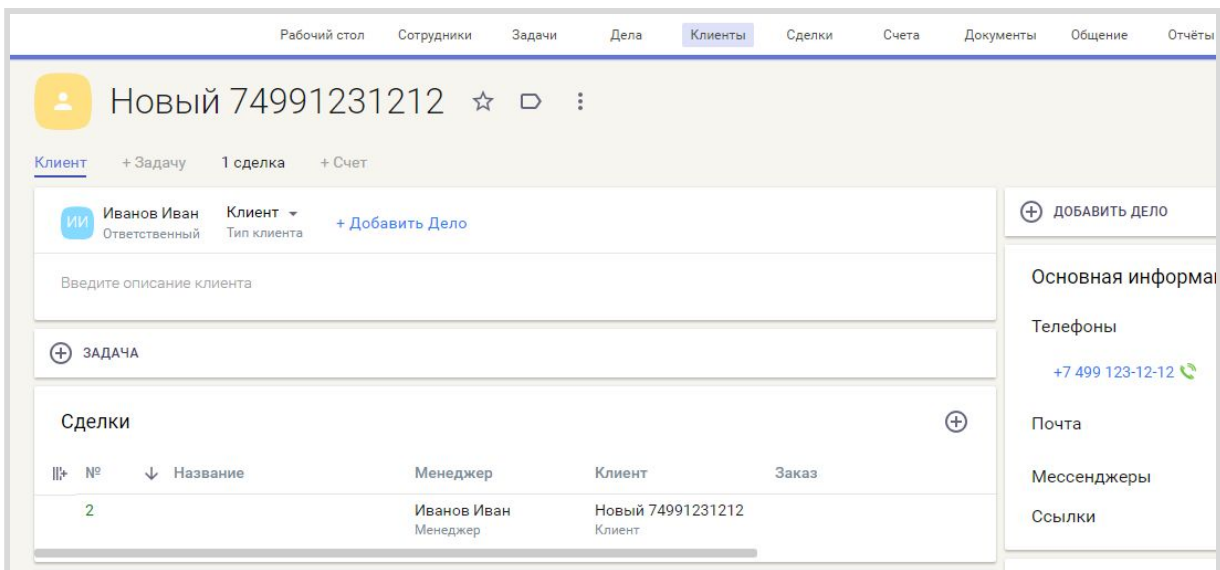 Рабочий стол Сотрудники Задачи Дела Клиенты Сделки Счета Документы Общение Отчёты
Новый 74991231212
Клиент + Задачу 1 сделка + Счет
ИИ Иванов Иван Клиент + Добавить Дело
Ответственный Тип клиента
Введите описание клиента
ЗАДАЧА
Сделки
№ Название Менеджер Клиент Заказ
2 Иванов Иван Новый 74991231212
Менеджер Клиент
ДОБАВИТЬ ДЕЛО
Основная информа
Телефоны
+7 499 123-12-12
Почта
Мессенджеры
Ссылки